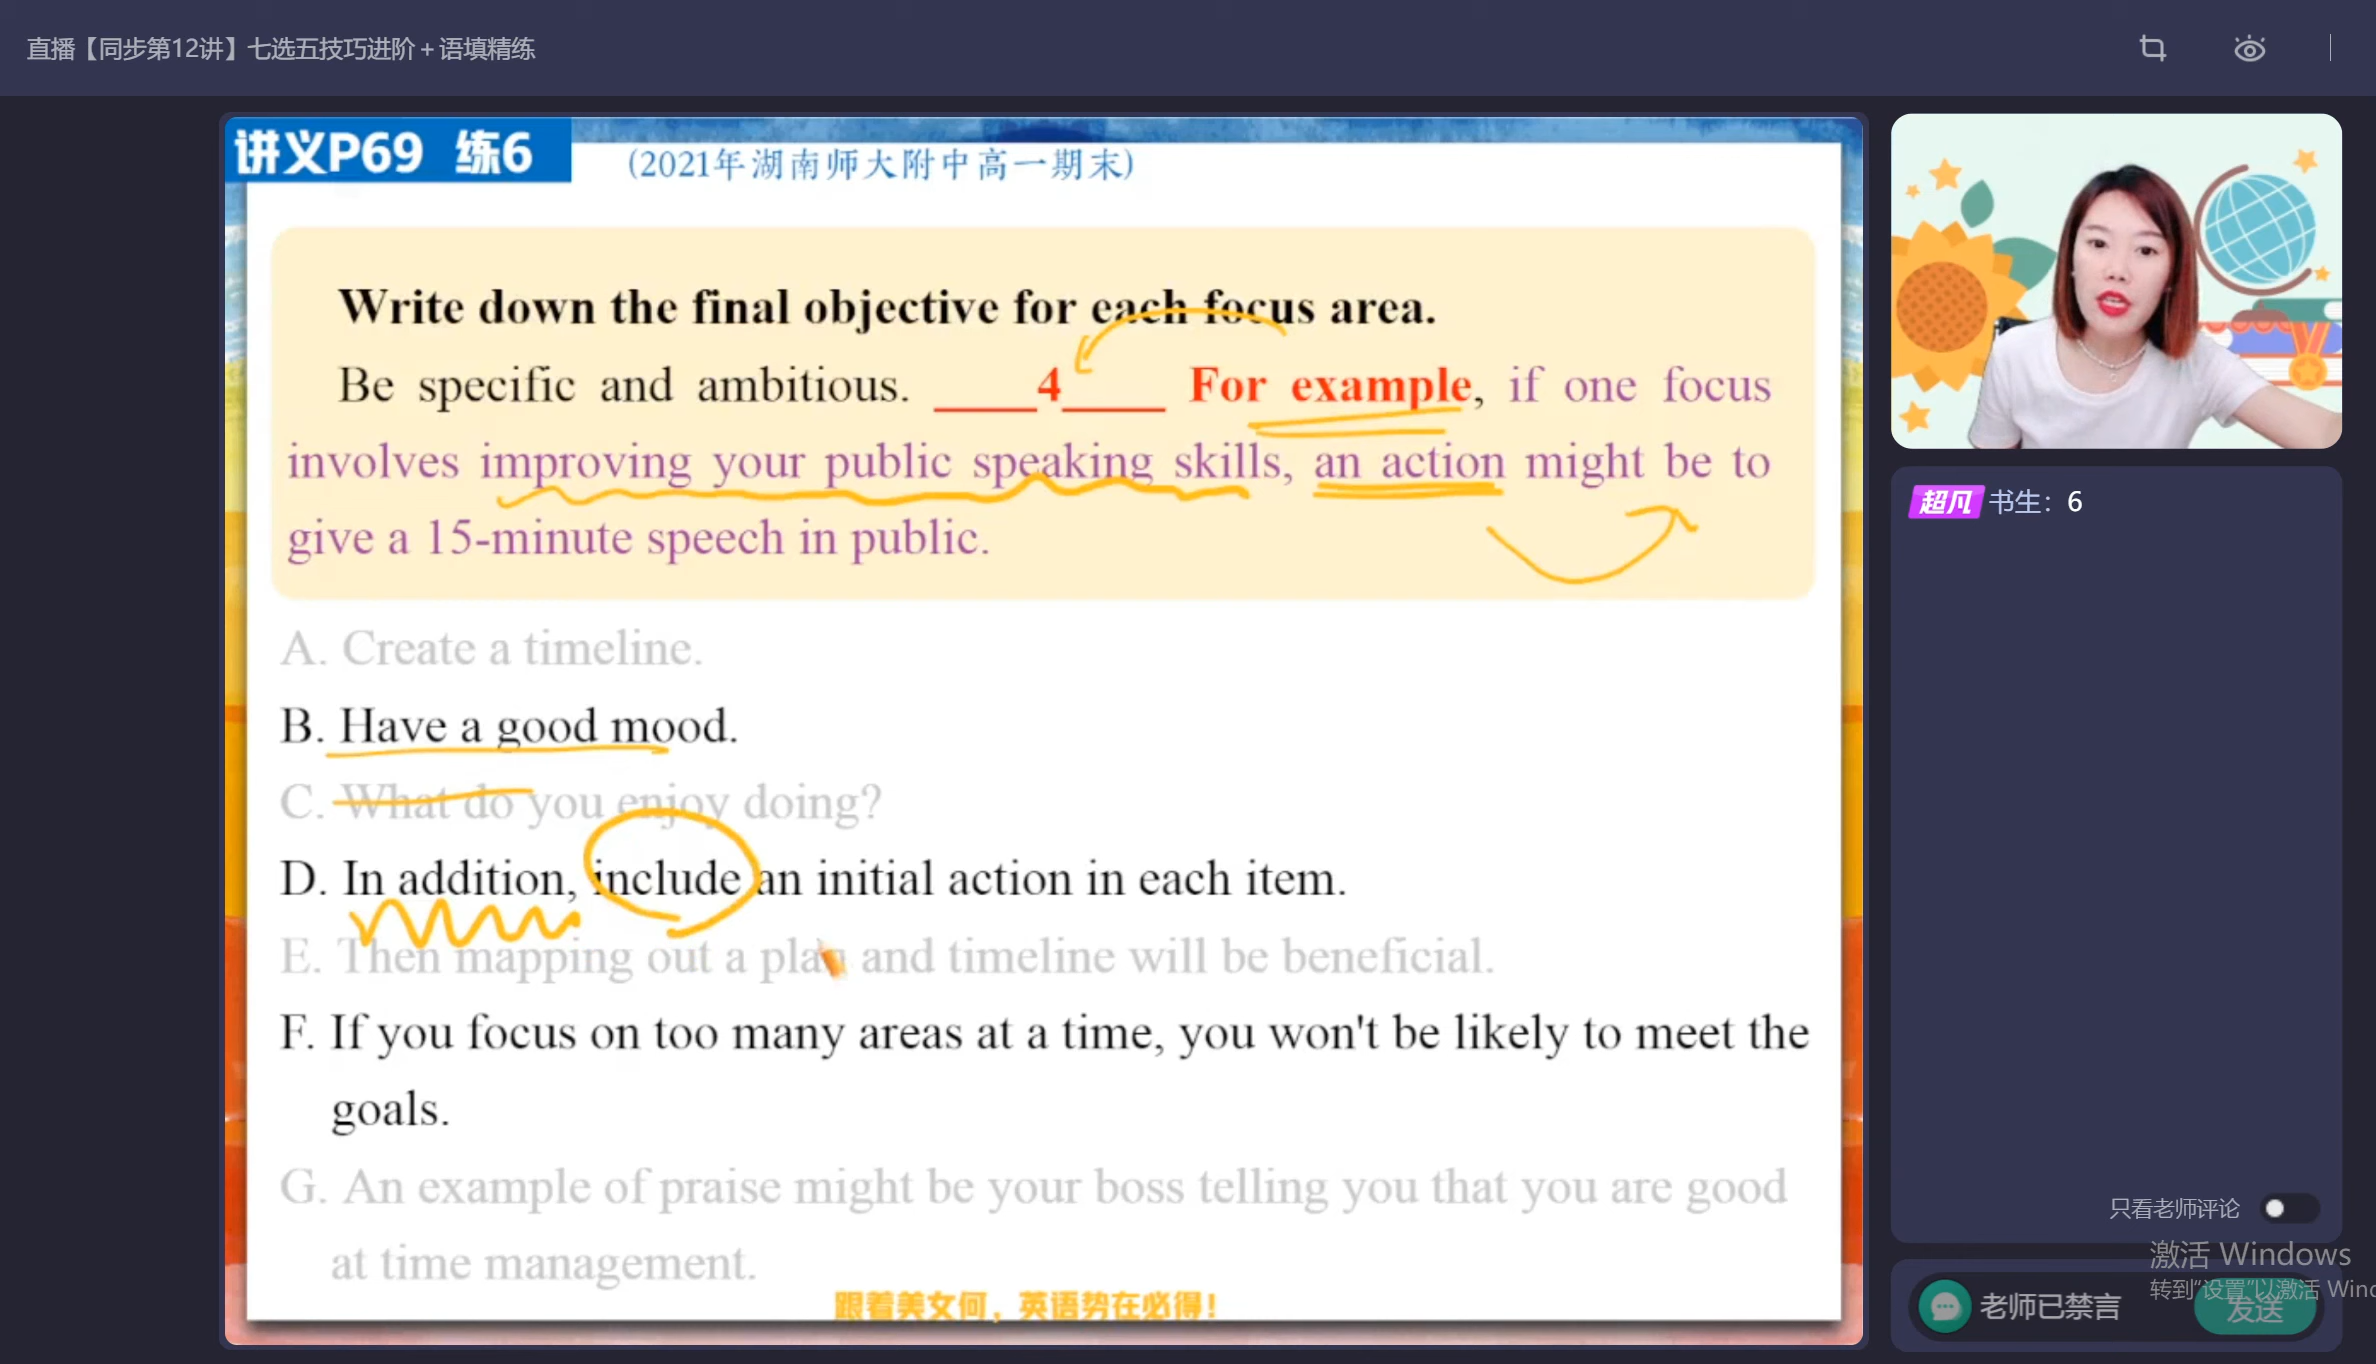 直播【同步第12讲】七选五技巧进阶+语填精练
讲义P69 练6
(2021年湖南师大附中高一期末)
Write down the final objective for each focus area.
Be specific and ambitious. ____4____ For example, if one focus
involves improving your public speaking skills, an action might be to
give a 15-minute speech in public.
A. Create a timeline.
B. Have a good mood.
C. What do you enjoy doing?
D. In addition, include an initial action in each item.
E. Then mapping out a plan and timeline will be beneficial.
F. If you focus on too many areas at a time, you won't be likely to meet the
goals.
G. An example of praise might be your boss telling you that you are good
at time management.
跟着美女何，英语势在必得！
超凡 书生：6
只看老师评论
激活 Windows
转到“设置”以激活 Wind
老师已禁言
发送